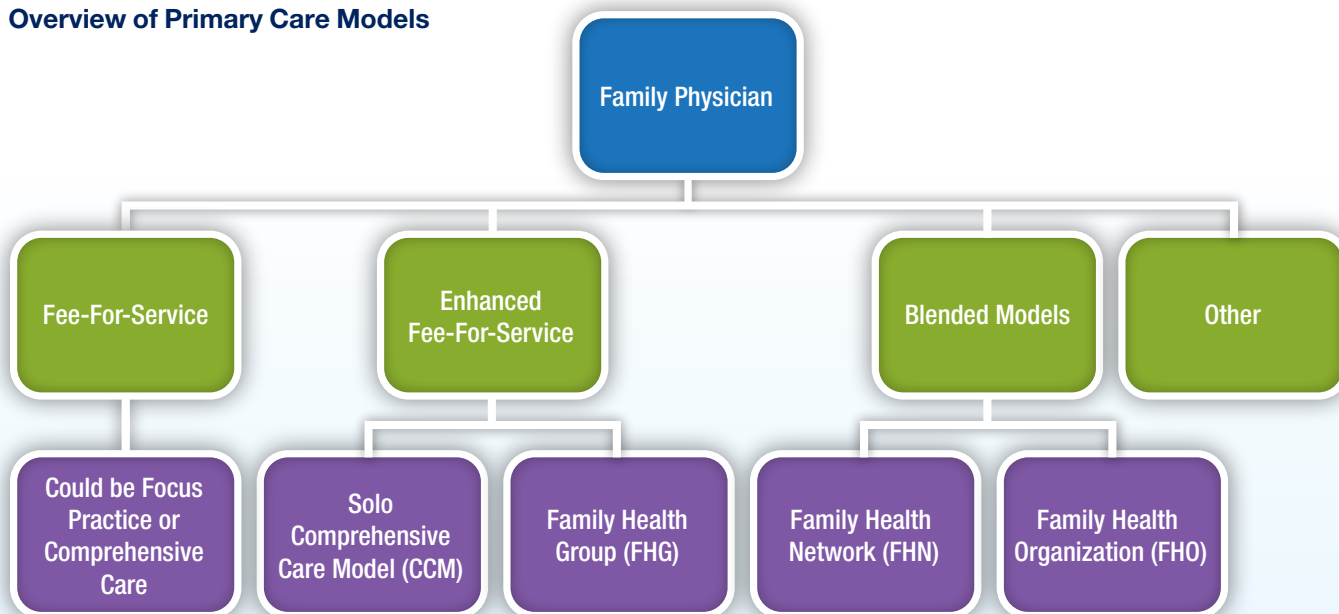 Overview of Primary Care Models
Family Physician
Fee-For-Service
Enhanced
Fee-For-Service
Blended Models
Other
Could be Focus
Practice or
Comprehensive
Care
Solo
Comprehensive
Care Model (CCM)
Family Health
Group (FHG)
Family Health
Network (FHN)
Family Health
Organization (FHO)